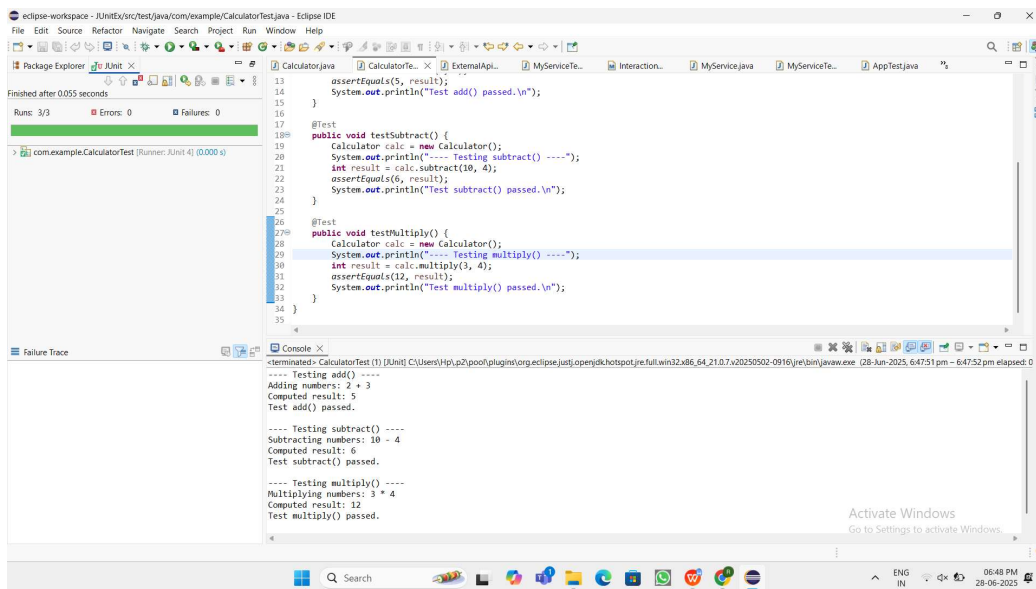 eclipse-workspace - JUnitEx/src/test/java/com/example/CalculatorTest.java - Eclipse IDE
File Edit Source Refactor Navigate Search Project Run Window Help
Package Explorer JUnit
Calculator.java CalculatorTe... ExternalApi... MyServiceTe... Interaction... MyService.java MyServiceTe... AppTest.java
Finished after 0.055 seconds
Runs: 3/3 Errors: 0 Failures: 0
com.example.CalculatorTest [Runner: JUnit 4] (0.000 s)
13 assertEquals(5, result);
14 System.out.println("Test add() passed.\n");
15 }
16
17 @Test
18 public void testSubtract() {
19 Calculator calc = new Calculator();
20 System.out.println("---- Testing subtract() ----");
21 int result = calc.subtract(10, 4);
22 assertEquals(6, result);
23 System.out.println("Test subtract() passed.\n");
24 }
25
26 @Test
27 public void testMultiply() {
28 Calculator calc = new Calculator();
29 System.out.println("---- Testing multiply() ----");
30 int result = calc.multiply(3, 4);
31 assertEquals(12, result);
32 System.out.println("Test multiply() passed.\n");
33 }
34 }
35
Failure Trace
Console
<terminated> CalculatorTest (1) [JUnit] C:\Users\Hp\.p2\pool\plugins\org.eclipse.justj.openjdk.hotspot.jre.full.win32.x86_64_21.0.7.v20250502-0916\jre\bin\javaw.exe (28-Jun-2025, 6:47:51 pm – 6:47:52 pm elapsed: 0
---- Testing add() ----
Adding numbers: 2 + 3
Computed result: 5
Test add() passed.
---- Testing subtract() ----
Subtracting numbers: 10 - 4
Computed result: 6
Test subtract() passed.
---- Testing multiply() ----
Multiplying numbers: 3 * 4
Computed result: 12
Test multiply() passed.
Activate Windows
Go to Settings to activate Windows.
Search
ENG
IN
06:48 PM
28-06-2025